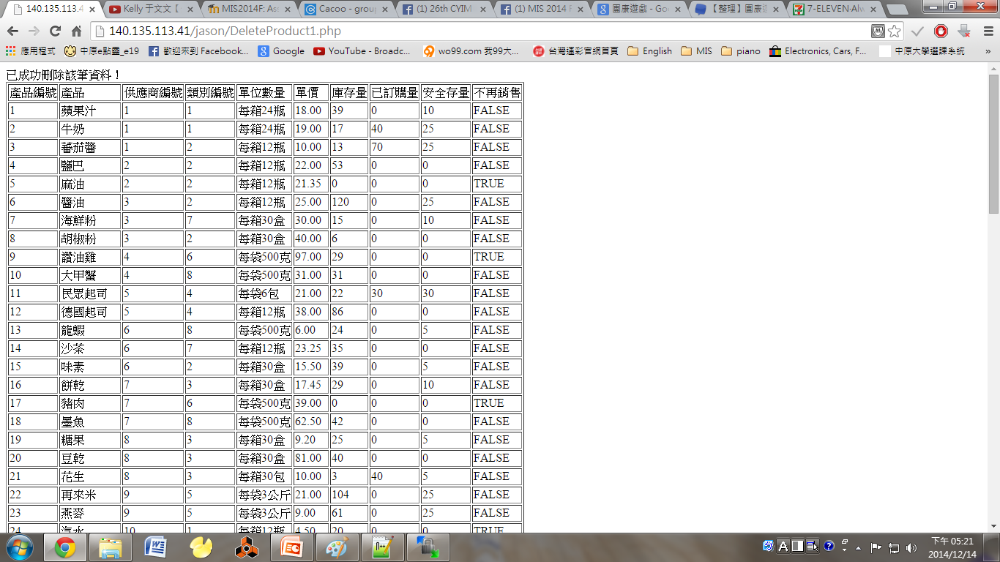 140.135.113.4
Kelly 于文文【
MIS2014F: Ass
Cacoo - group
(1) 26th CYIM
(1) MIS 2014 F
團康遊戲 - Goo
【整理】團康遊
7-ELEVEN-Alw
140.135.113.41/jason/DeleteProduct1.php
應用程式 中原e點靈_e19 歡迎來到 Facebook... Google YouTube - Broadc... wo99.com 我99大... 台灣運彩官網首頁 English MIS piano Electronics, Cars, F... 中原大學選課系統 »
已成功刪除該筆資料！
產品編號 產品 供應商編號 類別編號 單位數量 單價 庫存量 已訂購量 安全存量 不再銷售
1 蘋果汁 1 1 每箱24瓶 18.00 39 0 10 FALSE
2 牛奶 1 1 每箱24瓶 19.00 17 40 25 FALSE
3 蕃茄醬 1 2 每箱12瓶 10.00 13 70 25 FALSE
4 鹽巴 2 2 每箱12瓶 22.00 53 0 0 FALSE
5 麻油 2 2 每箱12瓶 21.35 0 0 0 TRUE
6 醬油 3 2 每箱12瓶 25.00 120 0 25 FALSE
7 海鮮粉 3 7 每箱30盒 30.00 15 0 10 FALSE
8 胡椒粉 3 2 每箱30盒 40.00 6 0 0 FALSE
9 讚油雞 4 6 每袋500克 97.00 29 0 0 TRUE
10 大甲蟹 4 8 每袋500克 31.00 31 0 0 FALSE
11 民眾起司 5 4 每袋6包 21.00 22 30 30 FALSE
12 德國起司 5 4 每箱12瓶 38.00 86 0 0 FALSE
13 龍蝦 6 8 每袋500克 6.00 24 0 5 FALSE
14 沙茶 6 7 每箱12瓶 23.25 35 0 0 FALSE
15 味素 6 2 每箱30盒 15.50 39 0 5 FALSE
16 餅乾 7 3 每箱30盒 17.45 29 0 10 FALSE
17 豬肉 7 6 每袋500克 39.00 0 0 0 TRUE
18 墨魚 7 8 每袋500克 62.50 42 0 0 FALSE
19 糖果 8 3 每箱30盒 9.20 25 0 5 FALSE
20 豆乾 8 3 每箱30盒 81.00 40 0 0 FALSE
21 花生 8 3 每箱30包 10.00 3 40 5 FALSE
22 再來米 9 5 每袋3公斤 21.00 104 0 25 FALSE
23 燕麥 9 5 每袋3公斤 9.00 61 0 25 FALSE
24 汽水 10 1 每箱12瓶 4.50 20 0 0 TRUE
下午 05:21
2014/12/14